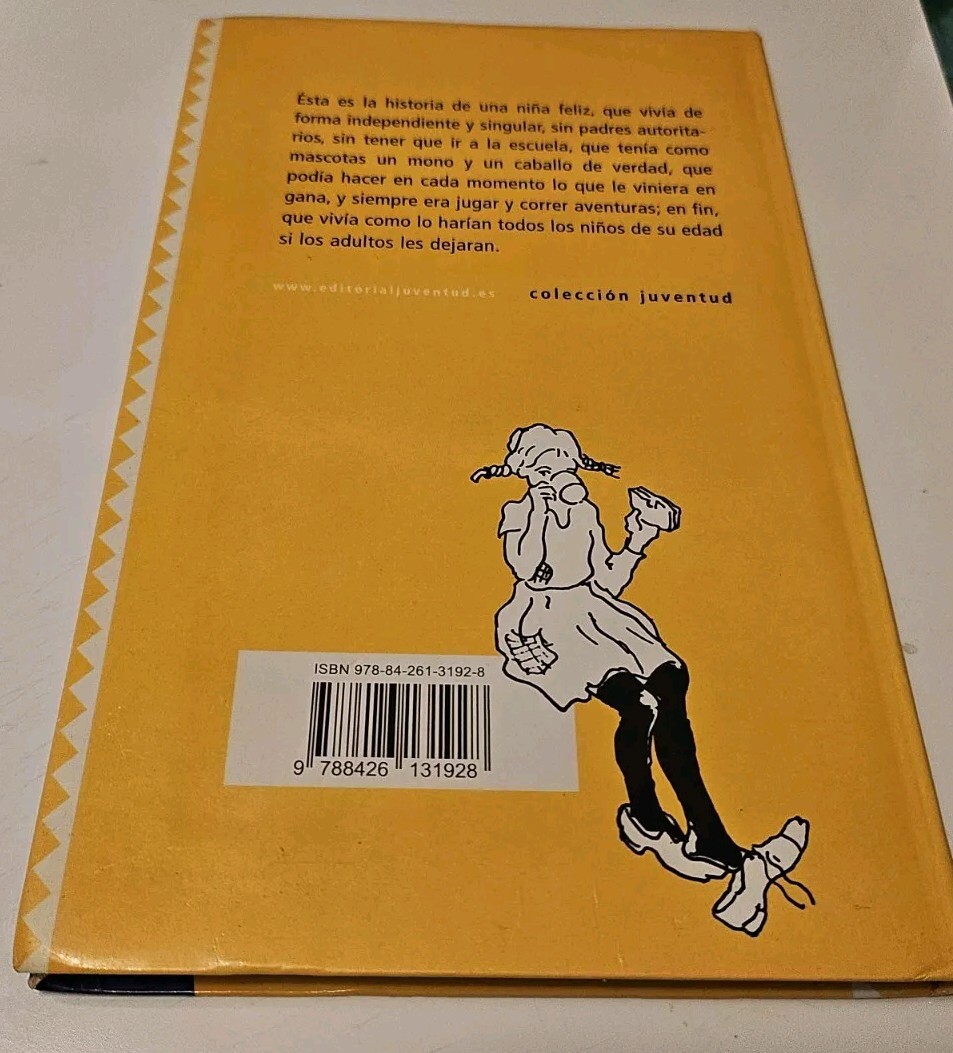 Ésta es la historia de una niña feliz, que vivía de
forma independiente y singular, sin padres autorita-
rios, sin tener que ir a la escuela, que tenía como
mascotas un mono y un caballo de verdad, que
podía hacer en cada momento lo que le viniera en
gana, y siempre era jugar y correr aventuras; en fin,
que vivía como lo harían todos los niños de su edad
si los adultos les dejaran.
www.editorialjuventud.es colección juventud
ISBN 978-84-261-3192-8
9 788426 131928